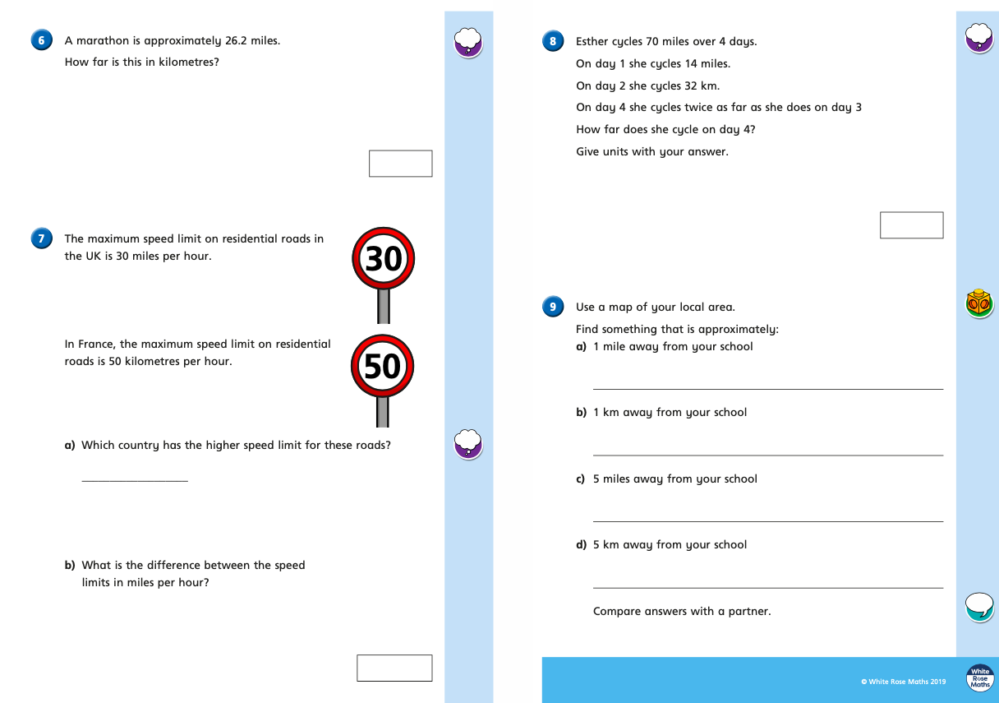 6
A marathon is approximately 26.2 miles.
How far is this in kilometres?
7
The maximum speed limit on residential roads in
the UK is 30 miles per hour.
30
In France, the maximum speed limit on residential
roads is 50 kilometres per hour.
50
a) Which country has the higher speed limit for these roads?
b) What is the difference between the speed
limits in miles per hour?
8
Esther cycles 70 miles over 4 days.
On day 1 she cycles 14 miles.
On day 2 she cycles 32 km.
On day 4 she cycles twice as far as she does on day 3
How far does she cycle on day 4?
Give units with your answer.
9
Use a map of your local area.
Find something that is approximately:
a) 1 mile away from your school
b) 1 km away from your school
c) 5 miles away from your school
d) 5 km away from your school
Compare answers with a partner.
© White Rose Maths 2019
White
Rose
Maths